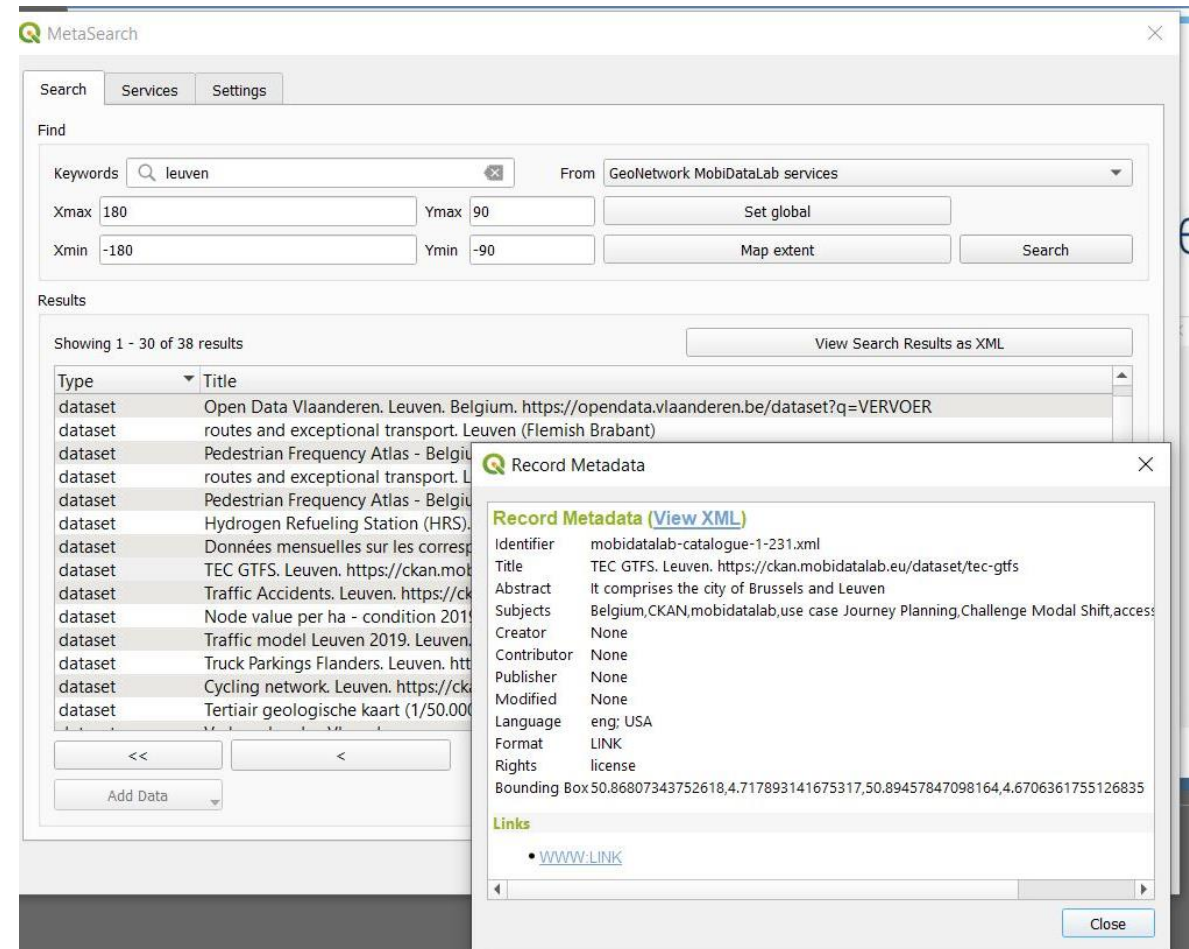 MetaSearch
Search Services Settings
Find
Keywords leuven From GeoNetwork MobiDataLab services
Xmax 180 Ymax 90 Set global
Xmin -180 Ymin -90 Map extent Search
Results
Showing 1 - 30 of 38 results View Search Results as XML
Type Title
dataset Open Data Vlaanderen. Leuven. Belgium. https://opendata.vlaanderen.be/dataset?q=VERVOER
dataset routes and exceptional transport. Leuven (Flemish Brabant)
dataset Pedestrian Frequency Atlas - Belgiu
dataset routes and exceptional transport. L
dataset Pedestrian Frequency Atlas - Belgiu
dataset Hydrogen Refueling Station (HRS).
dataset Données mensuelles sur les corresp
dataset TEC GTFS. Leuven. https://ckan.mob
dataset Traffic Accidents. Leuven. https://ck
dataset Node value per ha - condition 2019
dataset Traffic model Leuven 2019. Leuven.
dataset Truck Parkings Flanders. Leuven. htt
dataset Cycling network. Leuven. https://cka
dataset Tertiair geologische kaart (1/50.000
<< <
Add Data
Record Metadata
Record Metadata (View XML)
Identifier mobidatalab-catalogue-1-231.xml
Title TEC GTFS. Leuven. https://ckan.mobidatalab.eu/dataset/tec-gtfs
Abstract It comprises the city of Brussels and Leuven
Subjects Belgium,CKAN,mobidatalab,use case Journey Planning,Challenge Modal Shift,access
Creator None
Contributor None
Publisher None
Modified None
Language eng; USA
Format LINK
Rights license
Bounding Box 50.86807343752618,4.717893141675317,50.89457847098164,4.6706361755126835
Links
WWW:LINK
Close